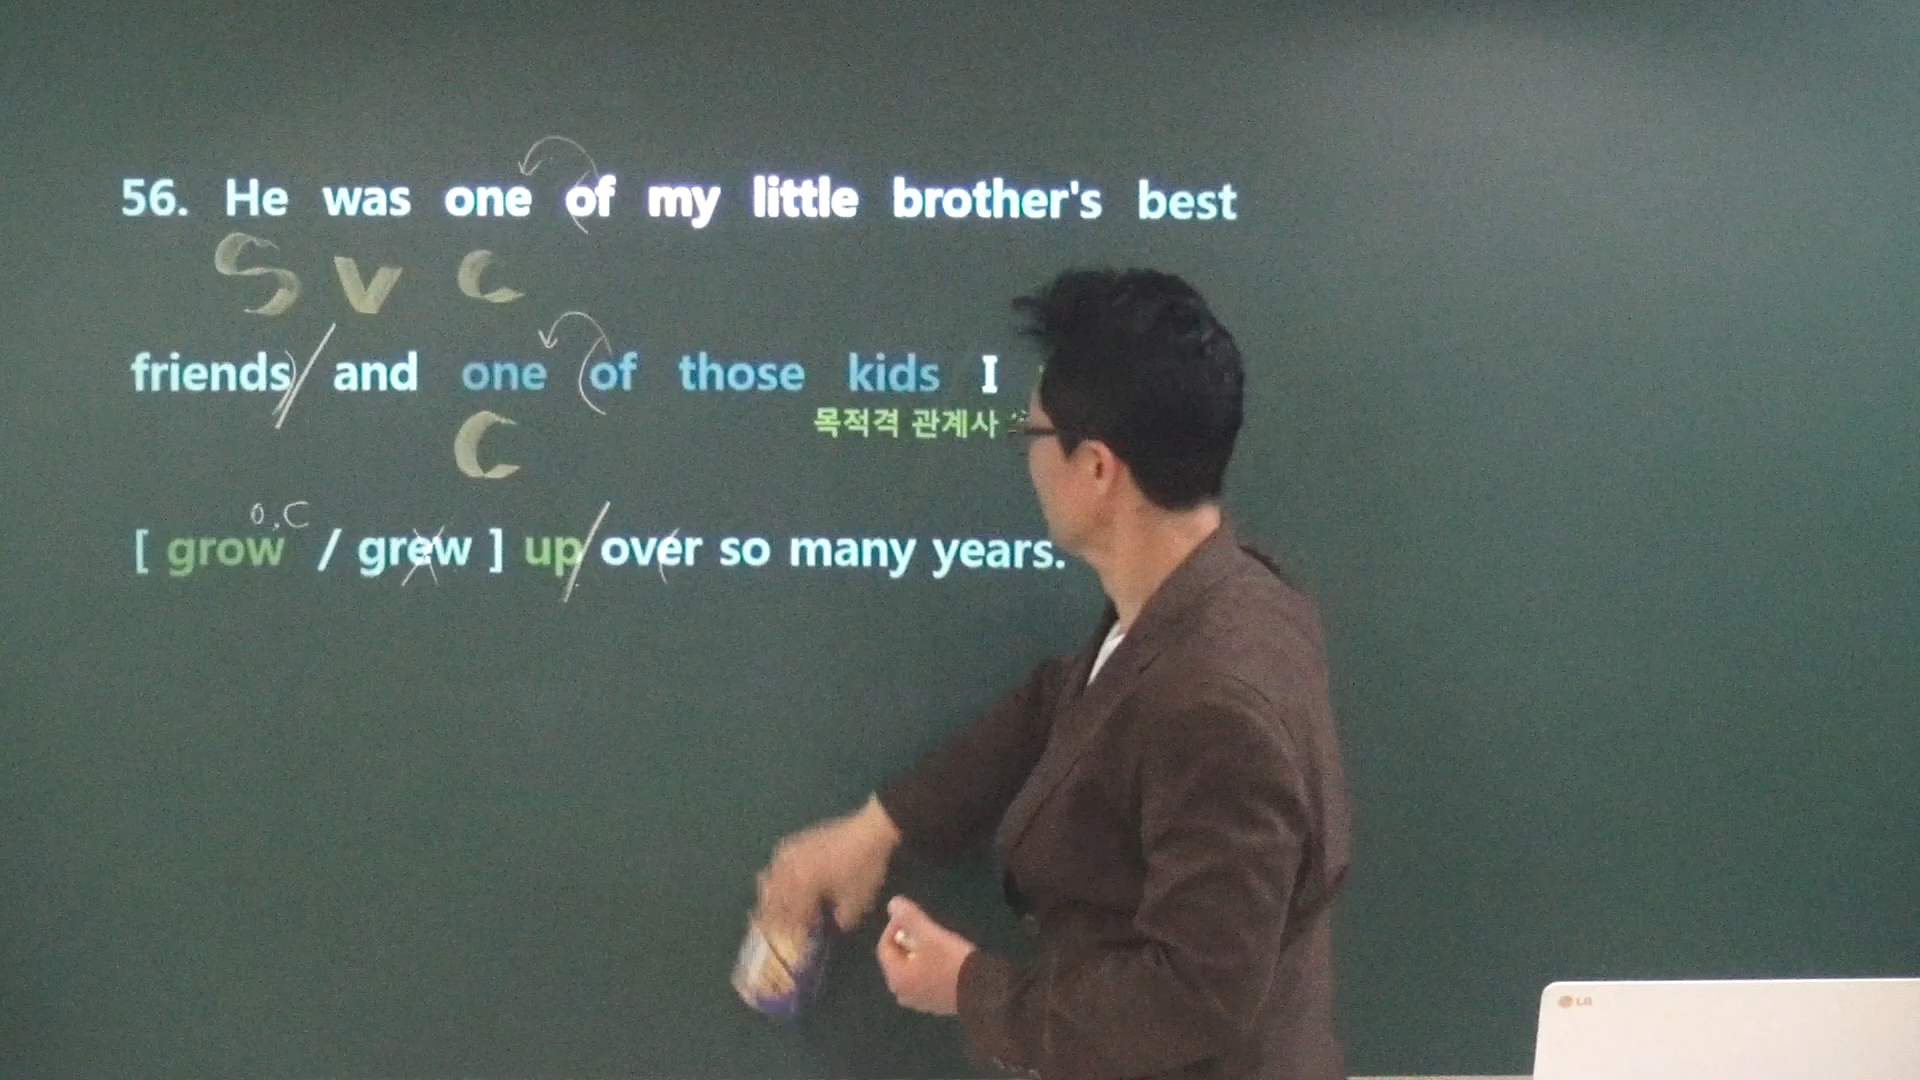 56. He was one of my little brother's best
S V C
friends / and one of those kids I
목적격 관계사
C
O.C
[ grow / grew ] up / over so many years.
LG